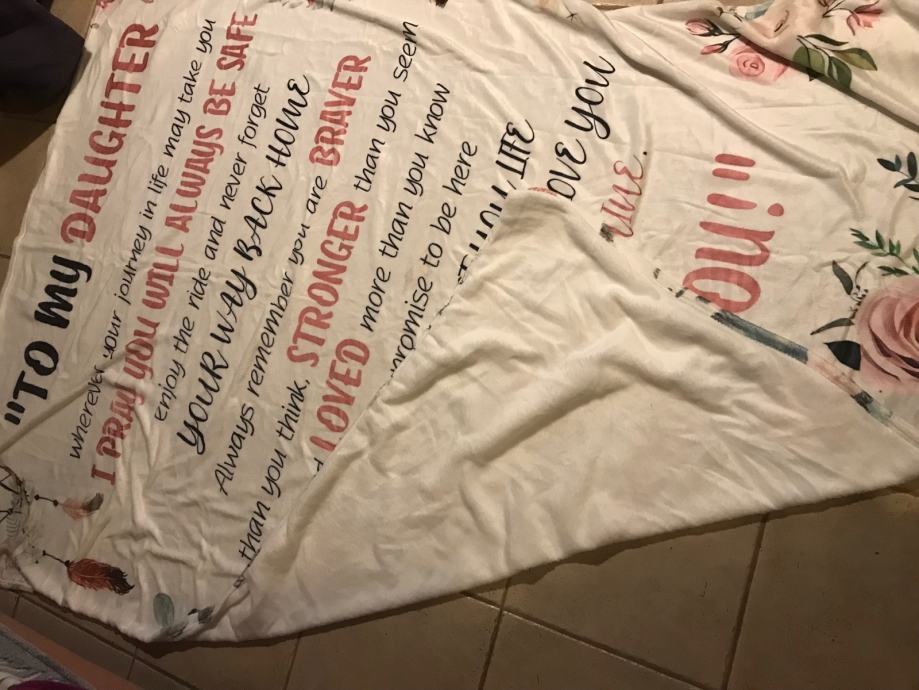 "TO MY DAUGHTER
wherever your journey in life may take you
I PRAY YOU WILL ALWAYS BE SAFE
enjoy the ride and never forget
YOUR WAY BACK HOME
Always remember you are BRAVER
than you think, STRONGER than you seem
LOVED more than you know
promise to be here
LIFE
LOVE YOU